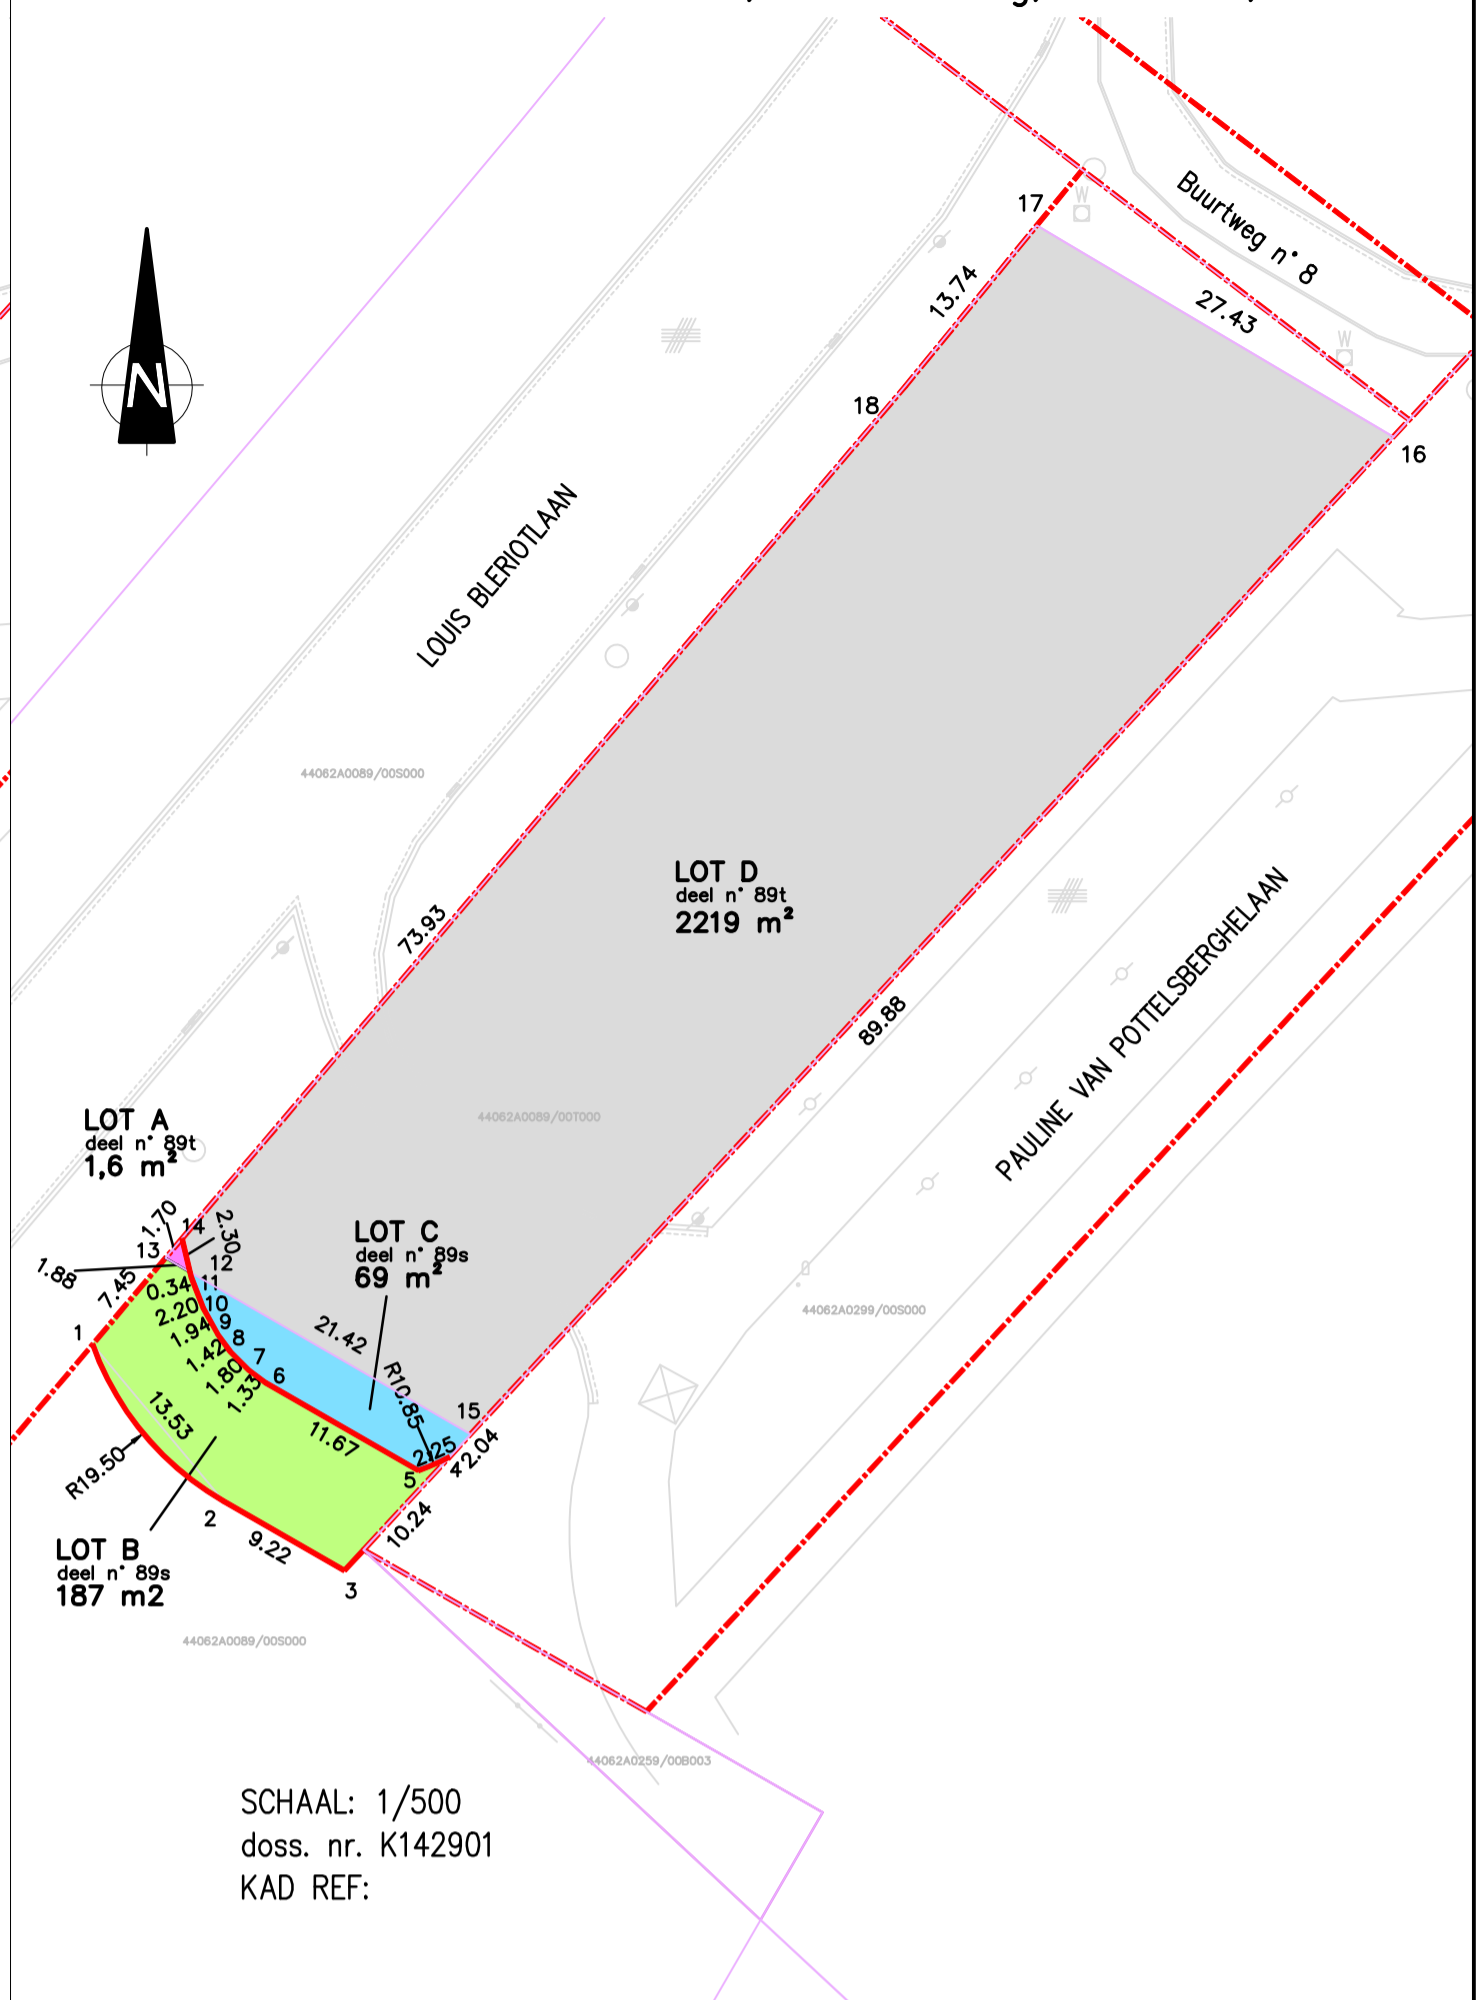 17
W
Buurtweg n° 8
13.74
27.43
W
18
16
N
LOUIS BLERIOTLAAN
44062A0089/00S000
LOT D
deel n° 89t
2219 m²
73.93
89.88
PAULINE VAN POTTELSBERGHELAAN
LOT A
deel n° 89t
1,6 m²
44062A0089/00T000
1.70
14
2.30
13
12
1.88
7.45
LOT C
deel n° 89s
69 m²
44062A0299/00S000
0.34
11
2.20
10
1.94
9
1.42
8
1.80
7
1.33
6
21.42
R10.85
1
15
13.53
11.67
2.25
4
2.04
5
R19.50
2
10.24
9.22
3
LOT B
deel n° 89s
187 m2
44062A0089/00S000
44062A0259/00B003
SCHAAL: 1/500
doss. nr. K142901
KAD REF: